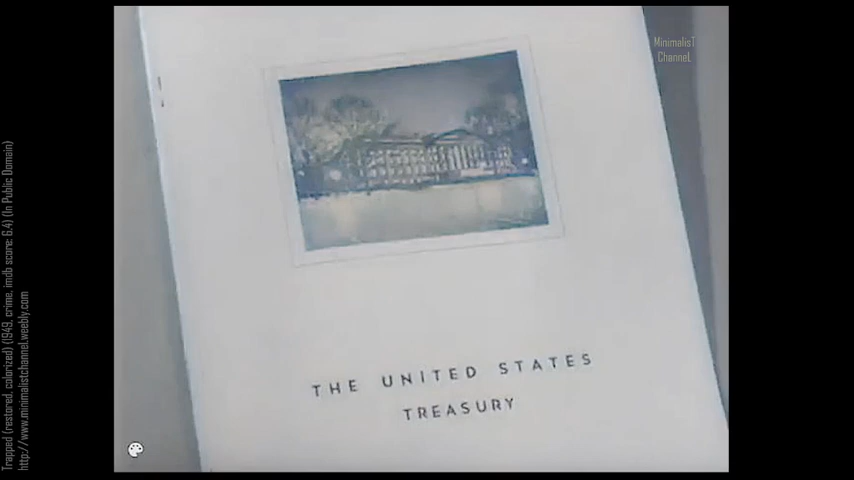 MinimalisT
ChanneL
THE UNITED STATES
TREASURY
Trapped (restored, colorized) (1949, crime, imdb score: 6.4) (In Public Domain)
http://www.minimalistchannel.weebly.com